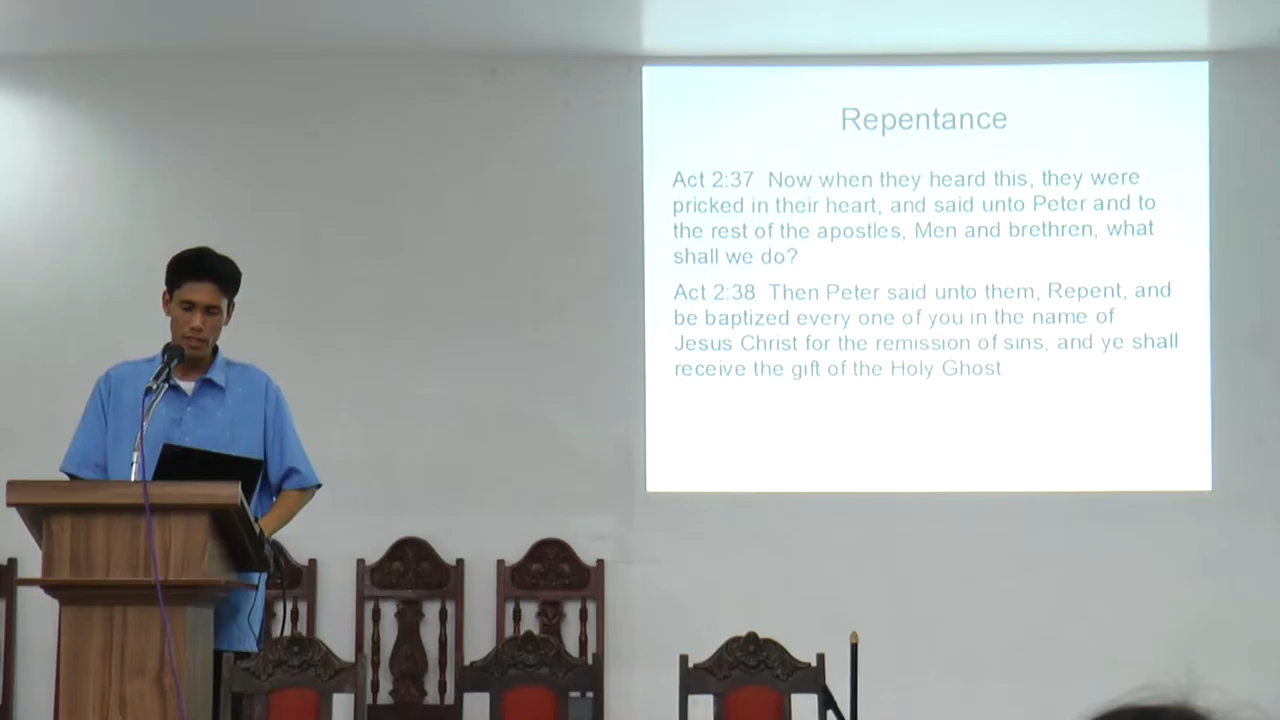 Repentance
Act 2:37 Now when they heard this, they were
pricked in their heart, and said unto Peter and to
the rest of the apostles, Men and brethren, what
shall we do?
Act 2:38 Then Peter said unto them, Repent, and
be baptized every one of you in the name of
Jesus Christ for the remission of sins, and ye shall
receive the gift of the Holy Ghost